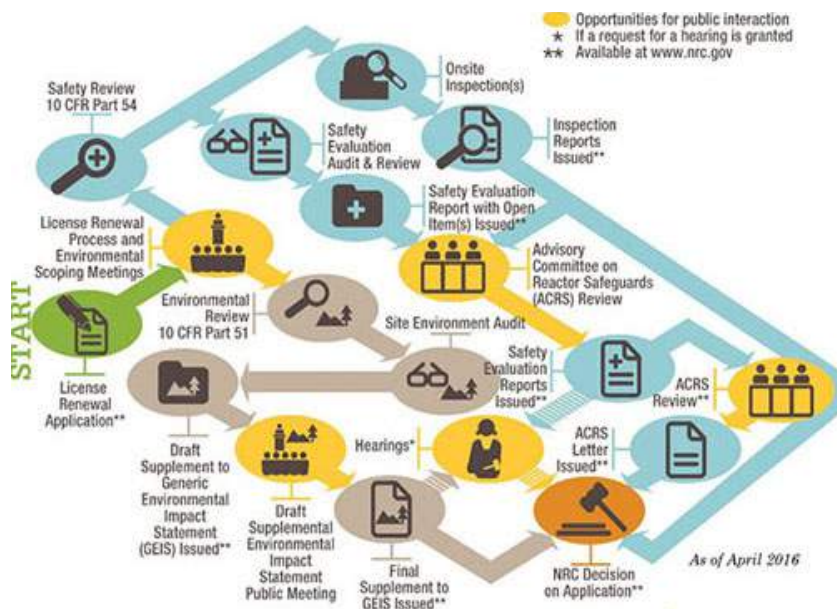 Opportunities for public interaction
* If a request for a hearing is granted
** Available at www.nrc.gov
Safety Review
10 CFR Part 54
Onsite
Inspection(s)
Safety
Evaluation
Audit & Review
Inspection
Reports
Issued**
Safety Evaluation
Report with Open
Item(s) Issued**
License Renewal
Process and
Environmental
Scoping Meetings
Advisory
Committee on
Reactor Safeguards
(ACRS) Review
START
Environmental
Review
10 CFR Part 51
Site Environment Audit
License
Renewal
Application**
Safety
Evaluation
Reports
Issued**
ACRS
Review**
Hearings*
ACRS
Letter
Issued**
Draft
Supplement to
Generic
Environmental
Impact
Statement
(GEIS) Issued**
Draft
Supplemental
Environmental
Impact
Statement
Public Meeting
Final
Supplement to
GEIS Issued**
NRC Decision
on Application**
As of April 2016